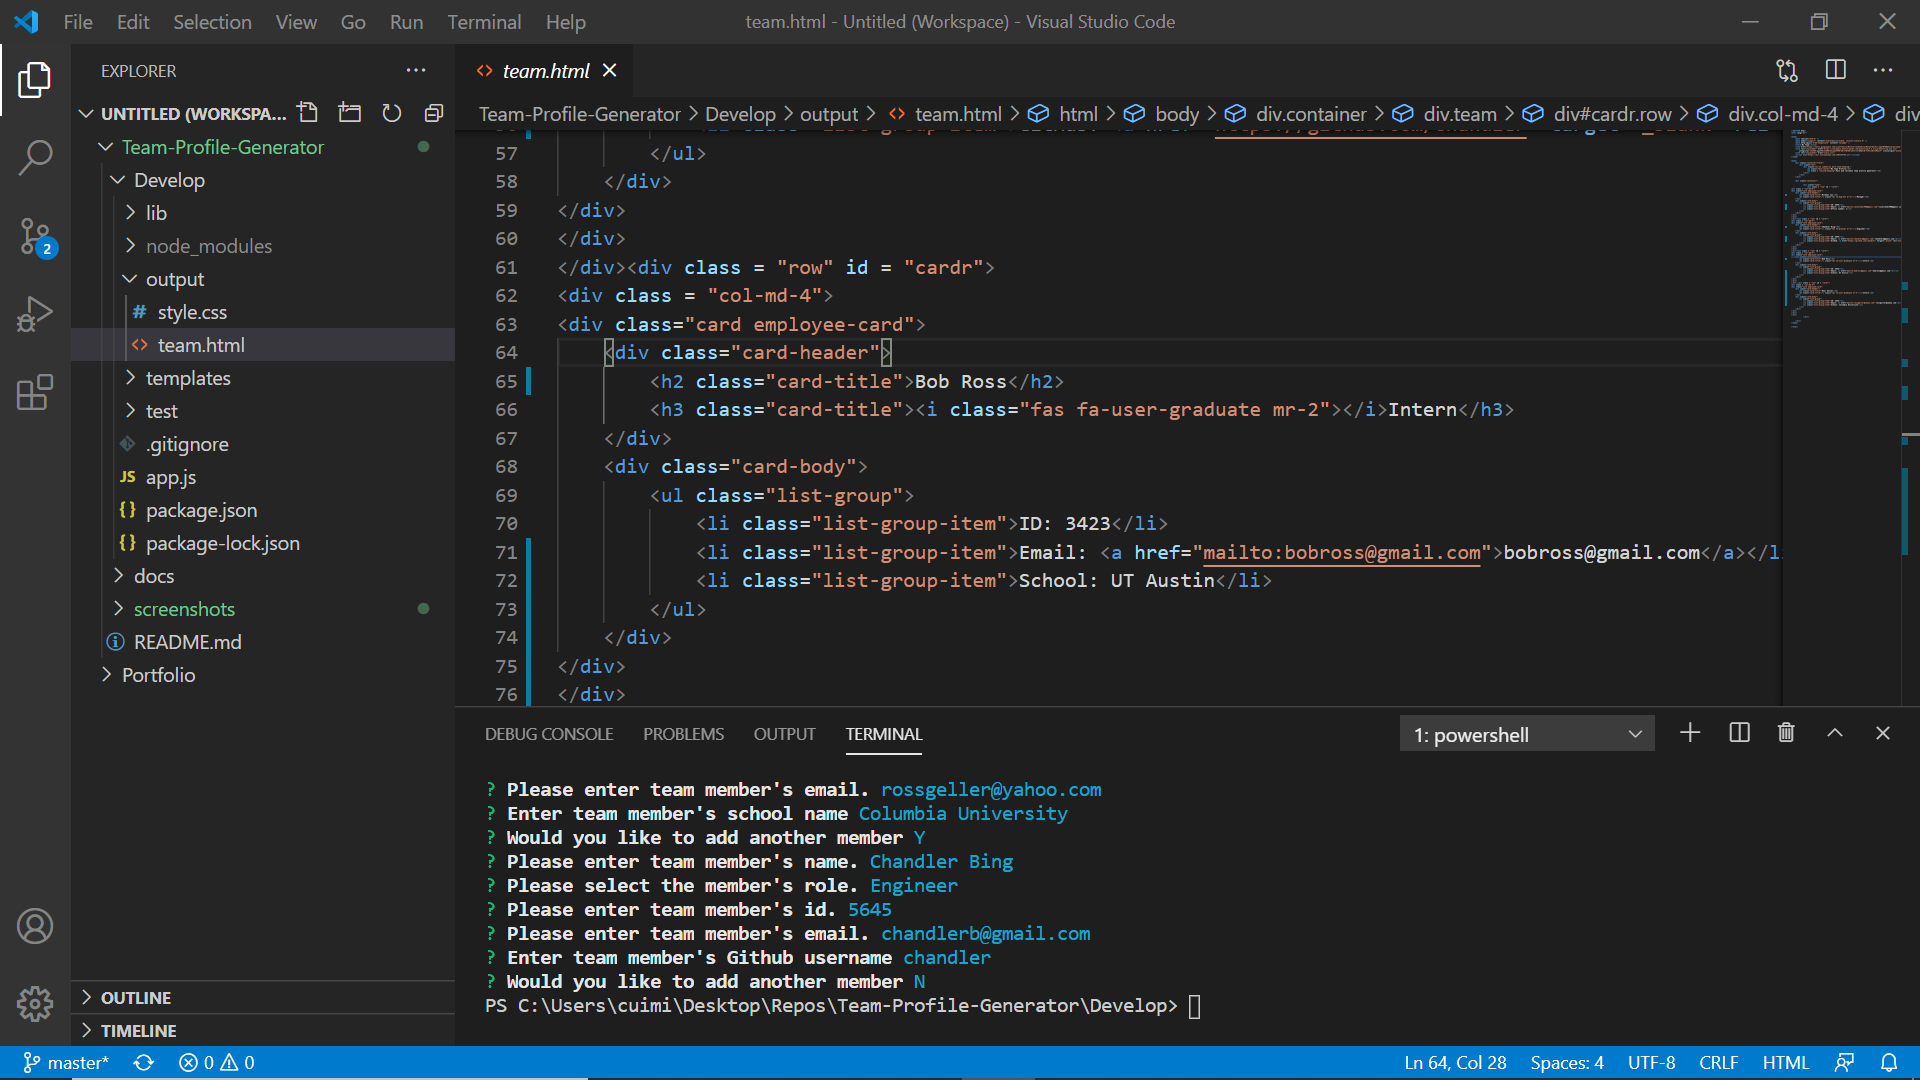 File Edit Selection View Go Run Terminal Help
team.html - Untitled (Workspace) - Visual Studio Code
EXPLORER
UNTITLED (WORKSPA...
Team-Profile-Generator
Develop
lib
node_modules
output
# style.css
<> team.html
templates
test
.gitignore
JS app.js
{} package.json
{} package-lock.json
docs
screenshots
README.md
Portfolio
OUTLINE
TIMELINE
2
<> team.html
Team-Profile-Generator > Develop > output > <> team.html > html > body > div.container > div.team > div#cardr.row > div.col-md-4 > div
57 </ul>
58 </div>
59 </div>
60 </div>
61 </div><div class = "row" id = "cardr">
62 <div class = "col-md-4">
63 <div class="card employee-card">
64 <div class="card-header">
65 <h2 class="card-title">Bob Ross</h2>
66 <h3 class="card-title"><i class="fas fa-user-graduate mr-2"></i>Intern</h3>
67 </div>
68 <div class="card-body">
69 <ul class="list-group">
70 <li class="list-group-item">ID: 3423</li>
71 <li class="list-group-item">Email: <a href="mailto:bobross@gmail.com">bobross@gmail.com</a></l
72 <li class="list-group-item">School: UT Austin</li>
73 </ul>
74 </div>
75 </div>
76 </div>
DEBUG CONSOLE PROBLEMS OUTPUT TERMINAL
1: powershell
? Please enter team member's email. rossgeller@yahoo.com
? Enter team member's school name Columbia University
? Would you like to add another member Y
? Please enter team member's name. Chandler Bing
? Please select the member's role. Engineer
? Please enter team member's id. 5645
? Please enter team member's email. chandlerb@gmail.com
? Enter team member's Github username chandler
? Would you like to add another member N
PS C:\Users\cuimi\Desktop\Repos\Team-Profile-Generator\Develop>
master* 0 0
Ln 64, Col 28 Spaces: 4 UTF-8 CRLF HTML